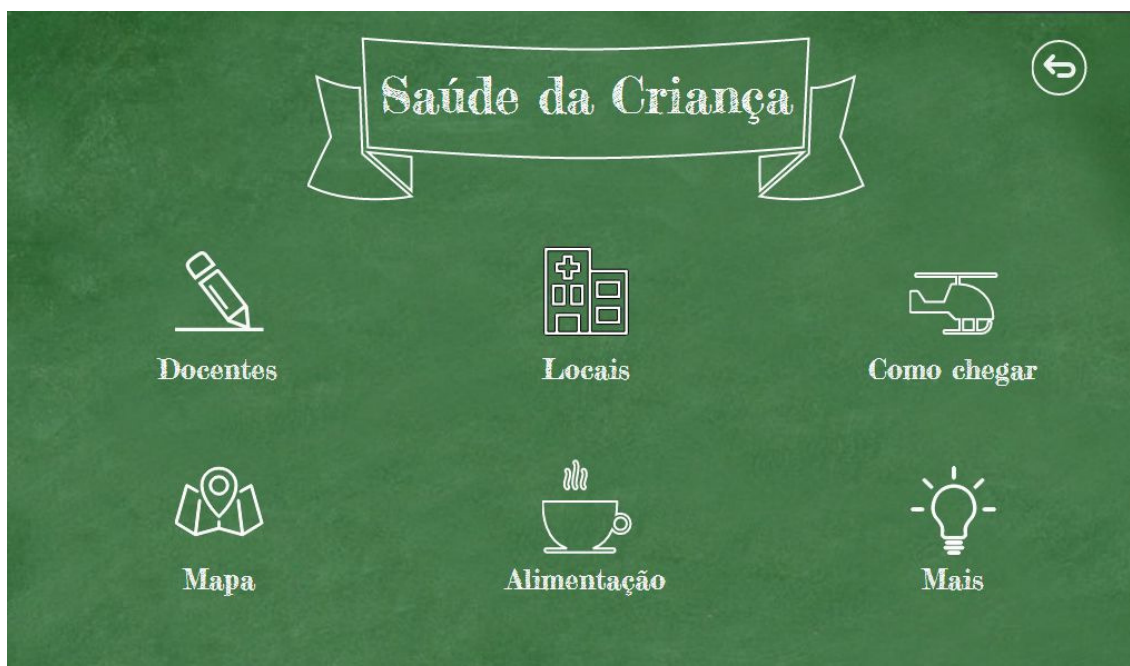 Saúde da Criança
Docentes
Locais
Como chegar
Mapa
Alimentação
Mais